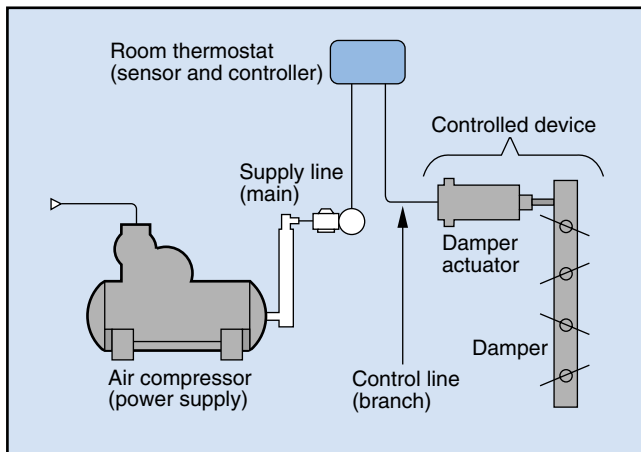 Room thermostat
(sensor and controller)
Controlled device
Supply line
(main)
Damper
actuator
Damper
Air compressor
(power supply)
Control line
(branch)